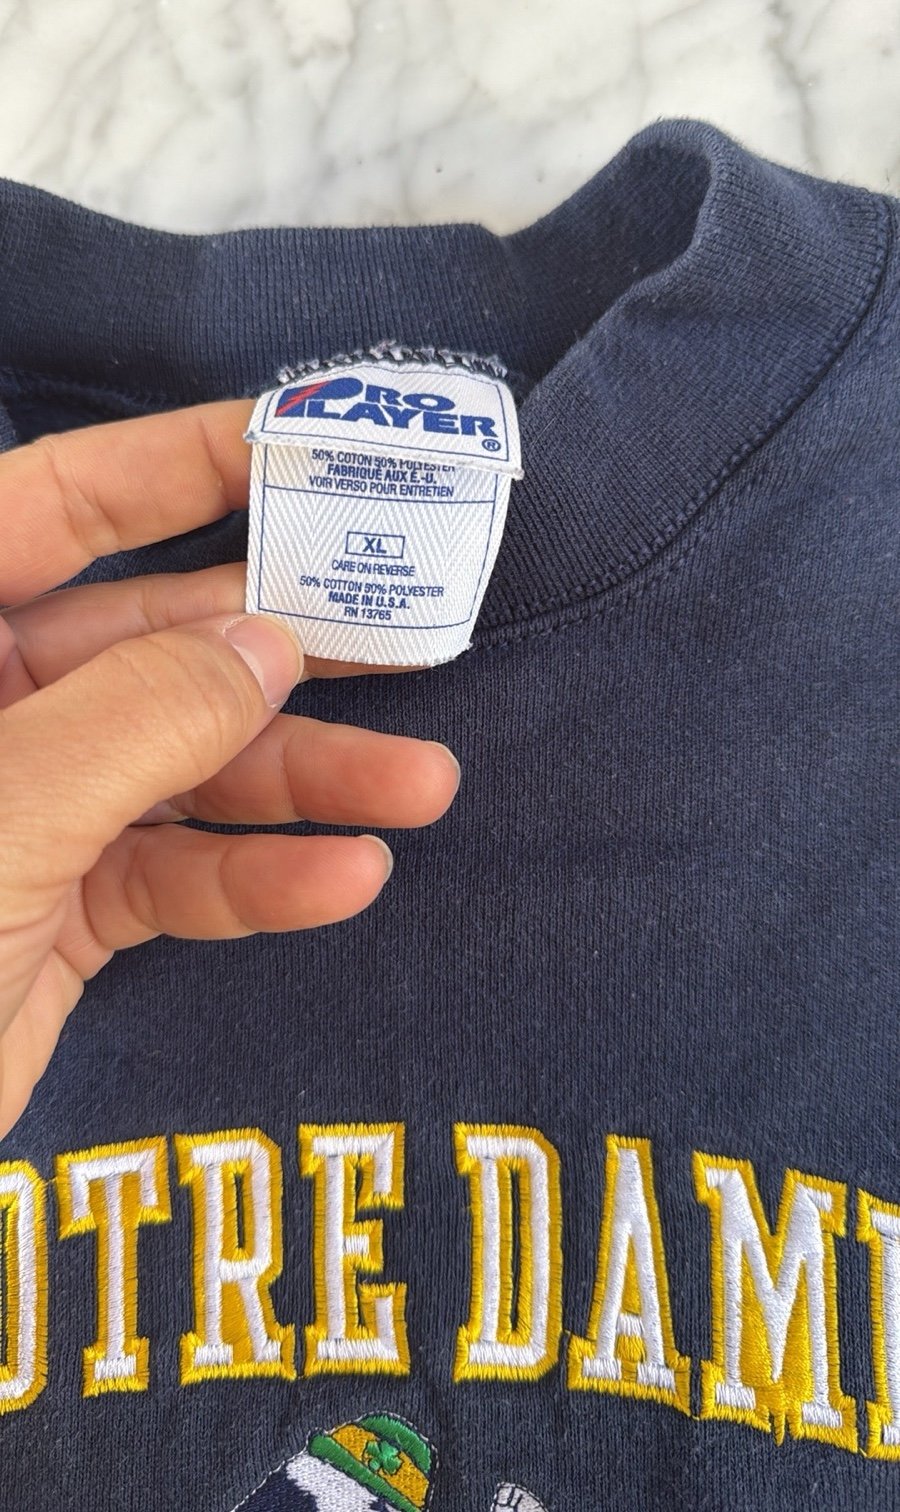 PRO
PLAYER®
50% COTON 50% POLYESTER
FABRIQUÉ AUX É.-U.
VOIR VERSO POUR ENTRETIEN
XL
CARE ON REVERSE
50% COTTON 50% POLYESTER
MADE IN U.S.A.
RN 13765
OTRE DAM